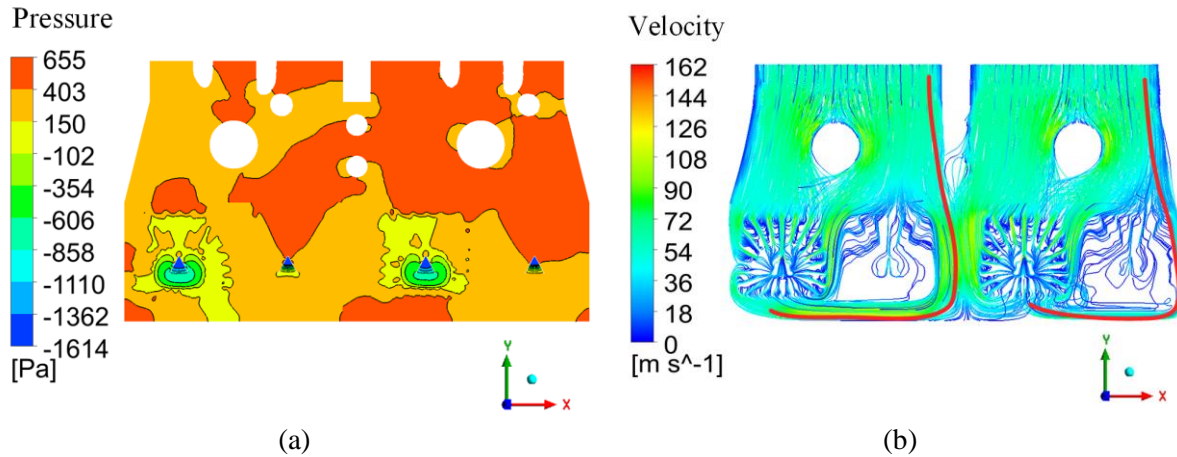 Pressure
655
403
150
-102
-354
-606
-858
-1110
-1362
-1614
[Pa]
Y
X
(a)
Velocity
162
144
126
108
90
72
54
36
18
0
[m s^-1]
Y
X
(b)